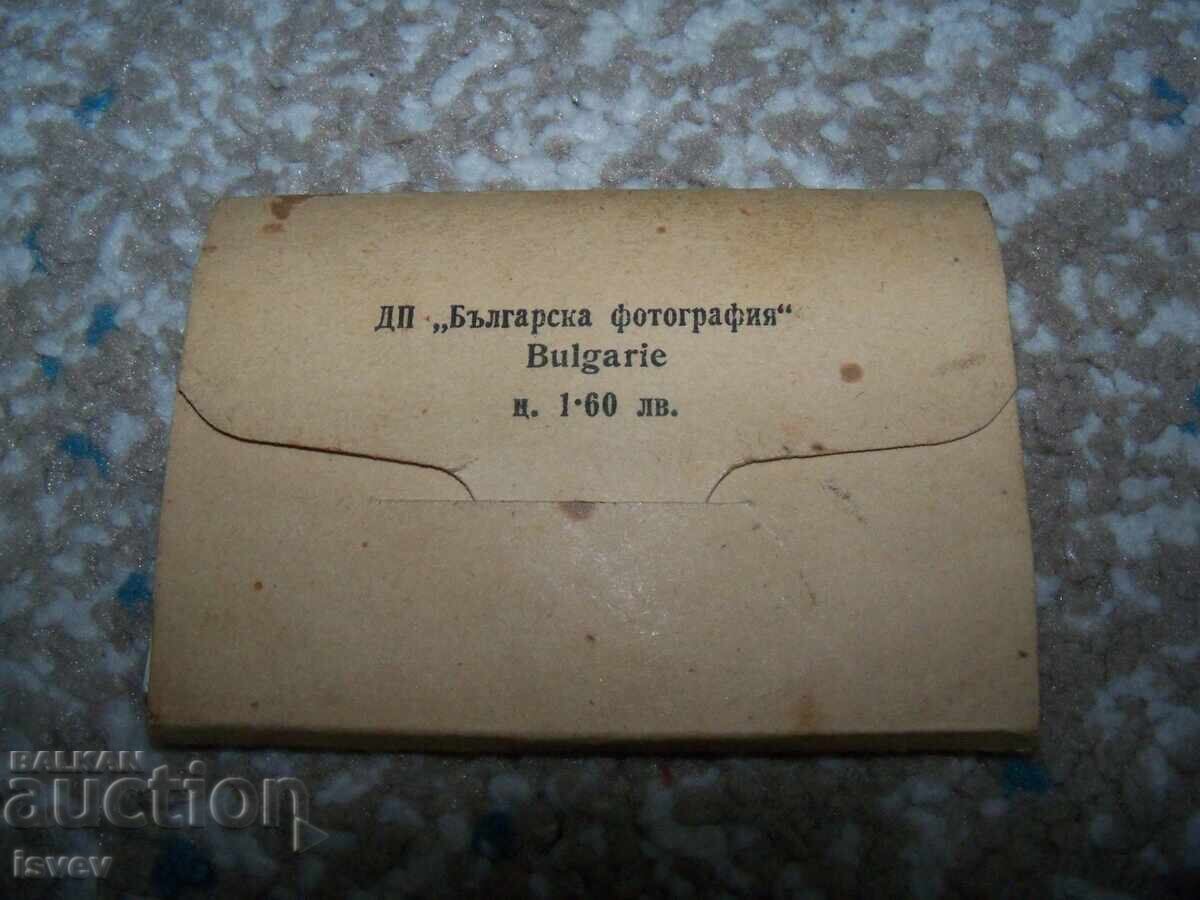 ДП „Българска фотография“
Bulgarie
ц. 1·60 лв.
BALKAN
auction
isvev